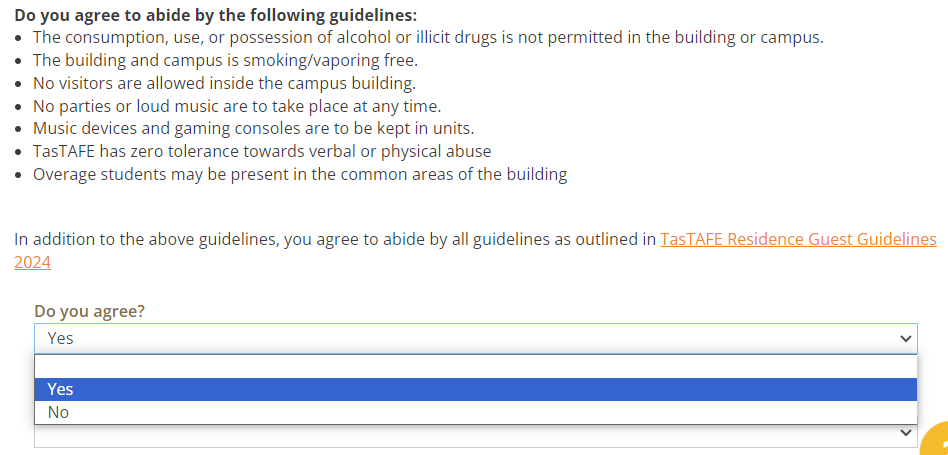 Do you agree to abide by the following guidelines:
• The consumption, use, or possession of alcohol or illicit drugs is not permitted in the building or campus.
• The building and campus is smoking/vaporing free.
• No visitors are allowed inside the campus building.
• No parties or loud music are to take place at any time.
• Music devices and gaming consoles are to be kept in units.
• TasTAFE has zero tolerance towards verbal or physical abuse
• Overage students may be present in the common areas of the building
In addition to the above guidelines, you agree to abide by all guidelines as outlined in TasTAFE Residence Guest Guidelines
2024
Do you agree?
Yes
Yes
No